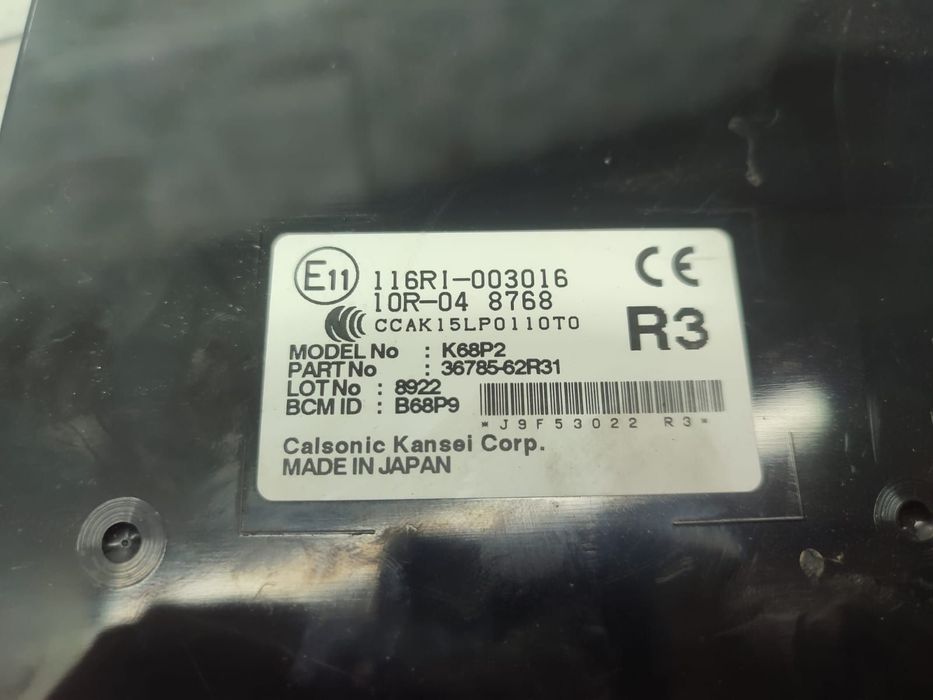 E11 116RI-003016 CE
10R-04 8768
CCAK15LP0110T0 R3
MODEL No : K68P2
PART No : 36785-62R31
LOT No : 8922
BCM ID : B68P9
*J9F53022 R3*
Calsonic Kansei Corp.
MADE IN JAPAN